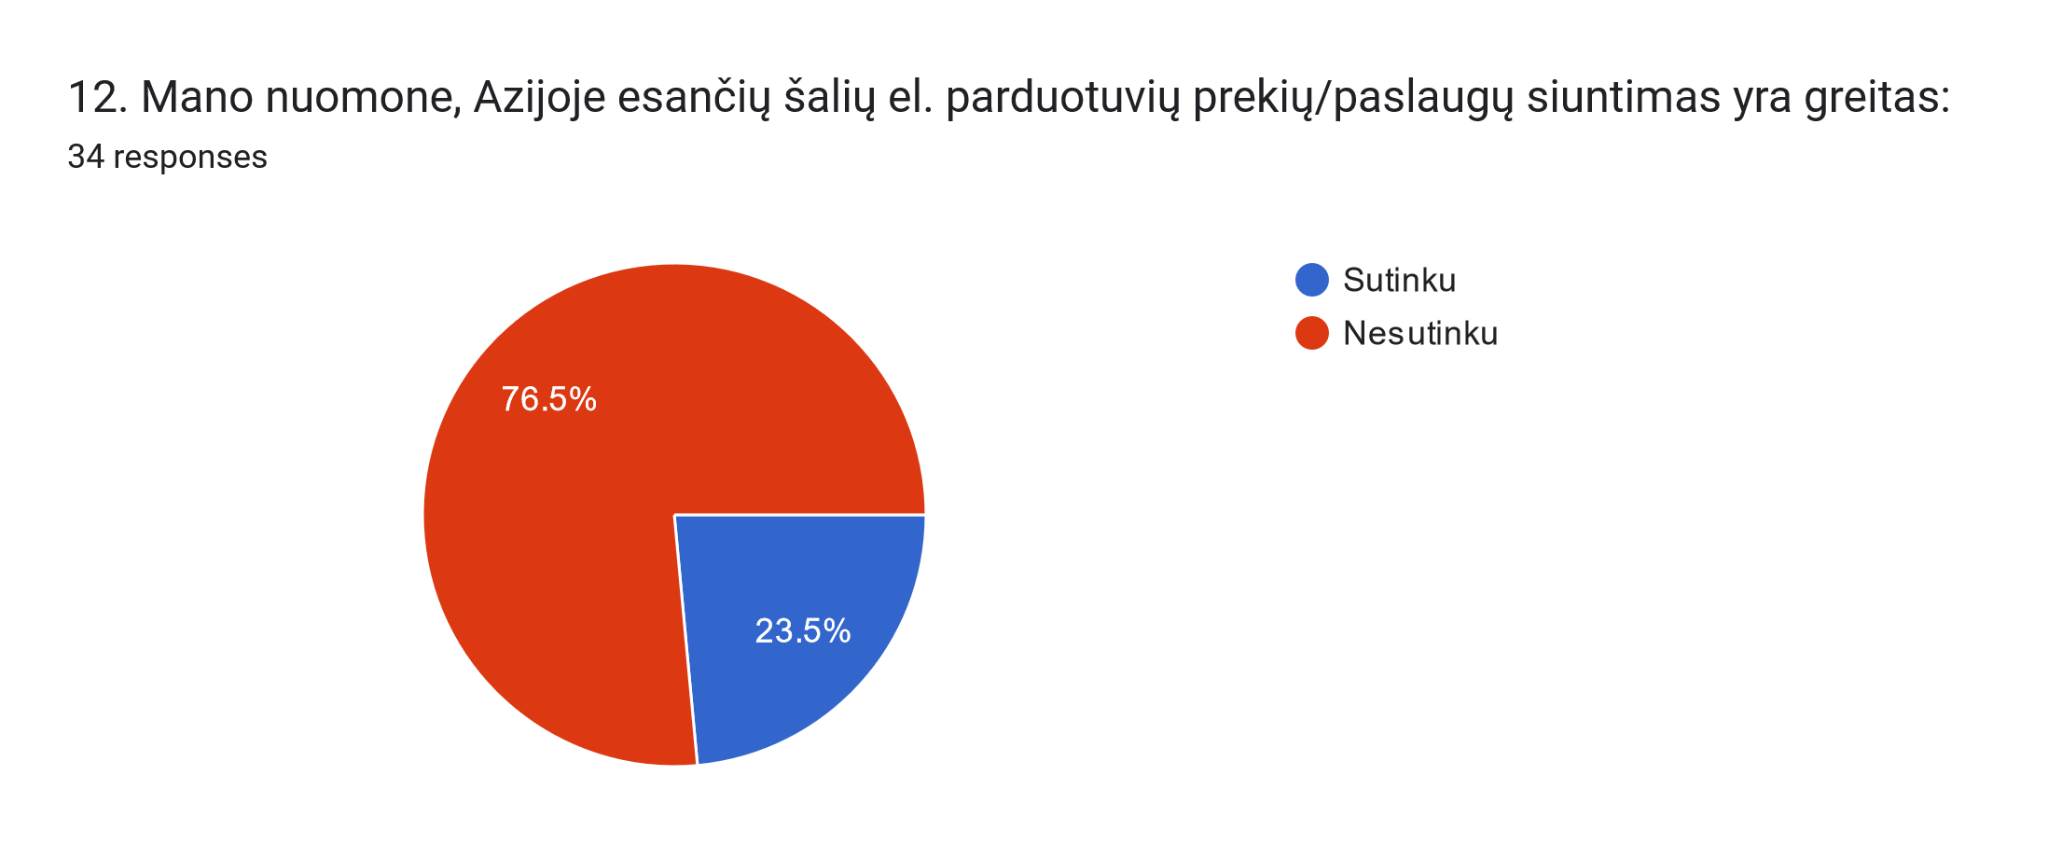 12. Mano nuomone, Azijoje esančių šalių el. parduotuvių prekių/paslaugų siuntimas yra greitas:
34 responses
Sutinku
Nesutinku
76.5%
23.5%